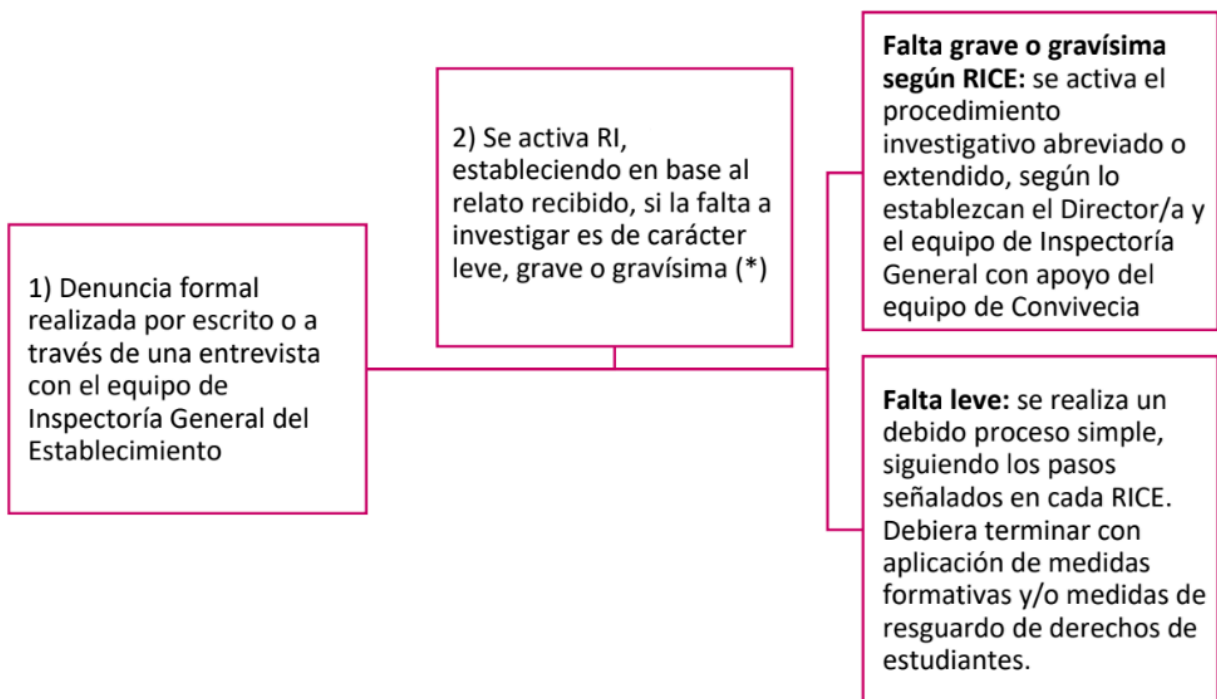 1) Denuncia formal
realizada por escrito o a
través de una entrevista
con el equipo de
Inspectoría General del
Establecimiento
2) Se activa RI,
estableciendo en base al
relato recibido, si la falta a
investigar es de carácter
leve, grave o gravísima (*)
Falta grave o gravísima
según RICE: se activa el
procedimiento
investigativo abreviado o
extendido, según lo
establezcan el Director/a y
el equipo de Inspectoría
General con apoyo del
equipo de Convivecia
Falta leve: se realiza un
debido proceso simple,
siguiendo los pasos
señalados en cada RICE.
Debiera terminar con
aplicación de medidas
formativas y/o medidas de
resguardo de derechos de
estudiantes.